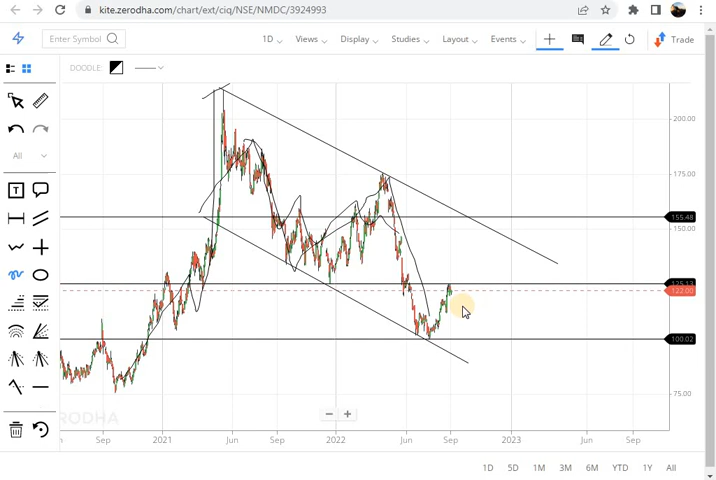 kite.zerodha.com/chart/ext/ciq/NSE/NMDC/3924993
Enter Symbol
1D Views Display Studies Layout Events Trade
DOODLE:
All
T
200.00
175.00
155.48
150.00
122.00
100.02
75.00
ERODHA
Sep 2021 Jun Sep 2022 Jun Sep 2023 Jun Sep
1D 5D 1M 3M 6M YTD 1Y All